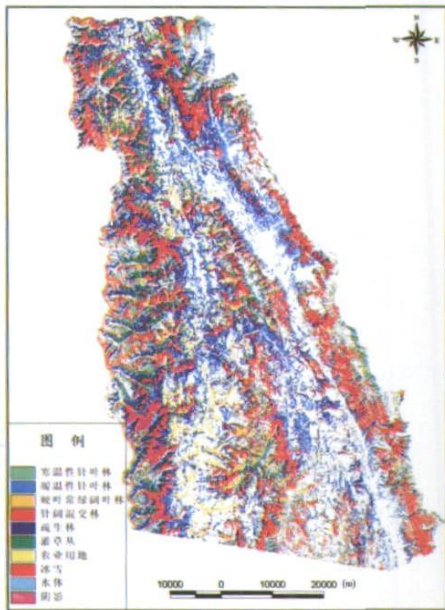 N
W E
S
图 例
寒温性针叶林
暖温性针叶林
硬叶常绿阔叶林
针阔混交林
疏生林
灌草丛
农业用地
冰雪
水体
阴影
10000 0 10000 20000 (m)